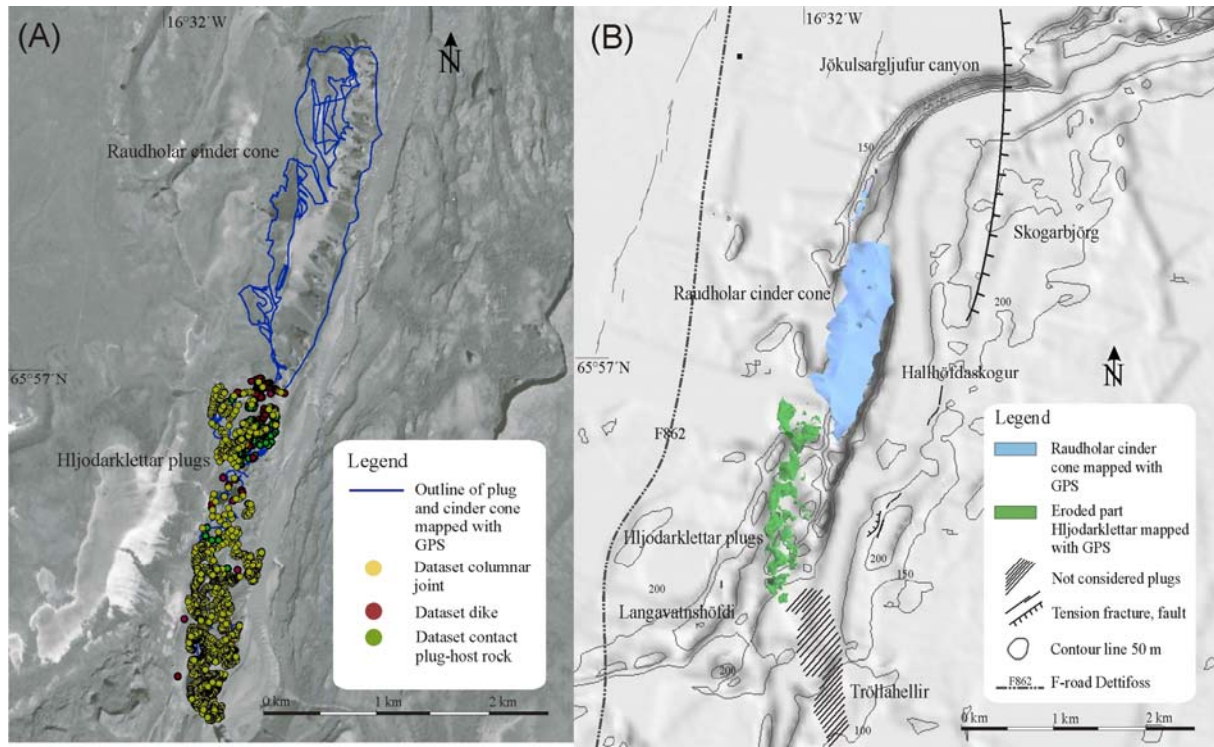 (A)
16°32´W
N
Raudholar cinder cone
65°57´N
Hljodarklettar plugs
Legend
Outline of plug
and cinder cone
mapped with
GPS
Dataset columnar
joint
Dataset dike
Dataset contact
plug-host rock
0 km
1 km
2 km
(B)
16°32´W
Jökulsargljufur canyon
150
Skogarbjörg
Raudholar cinder cone
200
65°57´N
N
Hallhöfdaskogur
F862
Hljodarklettar plugs
200
150
200
Langavatnshöfdi
200
Tröllahellir
100
Legend
Raudholar cinder
cone mapped with
GPS
Eroded part
Hljodarklettar mapped
with GPS
Not considered plugs
Tension fracture, fault
Contour line 50 m
F862
F-road Dettifoss
0 km
1 km
2 km